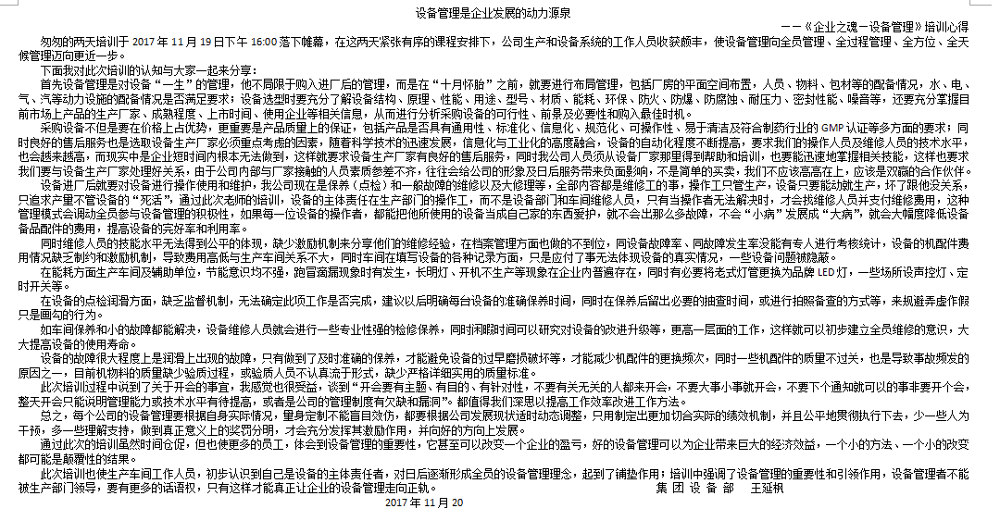 设备管理是企业发展的动力源泉
——《企业之魂—设备管理》培训心得
匆匆的两天培训于 2017 年 11 月 19 日下午 16:00 落下帷幕，在这两天紧张有序的课程安排下，公司生产和设备系统的工作人员收获颇丰，使设备管理向全员管理、全过程管理、全方位、全天
候管理迈向更近一步。
下面我对此次培训的认知与大家一起来分享：
首先设备管理是对设备“一生”的管理，他不局限于购入进厂后的管理，而是在“十月怀胎”之前，就要进行布局管理，包括厂房的平面空间布置，人员、物料、包材等的配备情况，水、电、
气、汽等动力设施的配备情况是否满足要求；设备选型时要充分了解设备结构、原理、性能、用途、型号、材质、能耗、环保、防火、防爆、防腐蚀、耐压力、密封性能、噪音等，还要充分掌握目
前市场上产品的生产厂家、成熟程度、上市时间、使用企业等相关信息，从而进行分析采购设备的可行性、前景及必要性和购入最佳时机。
采购设备不但是要在价格上占优势，更重要是产品质量上的保证，包括产品是否具有通用性、标准化、信息化、规范化、可操作性、易于清洁及符合制药行业的 GMP 认证等多方面的要求；同
时良好的售后服务也是选取设备生产厂家必须重点考虑的因素，随着科学技术的迅速发展，信息化与工业化的高度融合，设备的自动化程度不断提高，要求我们的操作人员及维修人员的技术水平，
也会越来越高，而现实中是企业短时间内根本无法做到，这样就要求设备生产厂家有良好的售后服务，同时我公司人员须从设备厂家那里得到帮助和培训，也要能迅速地掌握相关技能，这样也要求
我们要与设备生产厂家处理好关系，由于公司内部与厂家接触的人员素质参差不齐，往往会给公司的形象及日后服务带来负面影响，不是简单的买卖，我们不应该高高在上，应该是双赢的合作伙伴。
设备进厂后就要对设备进行操作使用和维护，我公司现在是保养（点检）和一般故障的维修以及大修理等，全部内容都是维修工的事，操作工只管生产，设备只要能动就生产，坏了跟他没关系，
只追求产量不管设备的“死活”，通过此次老师的培训，设备的主体责任在生产部门的操作工，而不是设备部门和车间维修人员，只有当操作者无法解决时，才会找维修人员并支付维修费用，这种
管理模式会调动全员参与设备管理的积极性，如果每一位设备的操作者，都能把他所使用的设备当成自己家的东西爱护，就不会出那么多故障，不会“小病”发展成“大病”，就会大幅度降低设备
备品配件的费用，提高设备的完好率和利用率。
同时维修人员的技能水平无法得到公平的体现，缺少激励机制来分享他们的维修经验，在档案管理方面也做的不到位，同设备故障率、同故障发生率没能有专人进行考核统计，设备的机配件费
用情况缺乏制约和激励机制，导致费用高低与生产车间关系不大，同时车间在填写设备的各种记录方面，只是应付了事无法体现设备的真实情况，一些设备问题被隐蔽。
在能耗方面生产车间及辅助单位，节能意识均不强，跑冒滴漏现象时有发生，长明灯、开机不生产等现象在企业内普遍存在，同时有必要将老式灯管更换为品牌 LED 灯，一些场所设声控灯、定
时开关等。
在设备的点检润滑方面，缺乏监督机制，无法确定此项工作是否完成，建议以后明确每台设备的准确保养时间，同时在保养后留出必要的抽查时间，或进行拍照备查的方式等，来规避弄虚作假
只是画勾的行为。
如车间保养和小的故障都能解决，设备维修人员就会进行一些专业性强的检修保养，同时闲暇时间可以研究对设备的改进升级等，更高一层面的工作，这样就可以初步建立全员维修的意识，大
大提高设备的使用寿命。
设备的故障很大程度上是润滑上出现的故障，只有做到了及时准确的保养，才能避免设备的过早磨损破坏等，才能减少机配件的更换频次，同时一些机配件的质量不过关，也是导致事故频发的
原因之一，目前机物料的质量缺少验质过程，或验质人员不认真流于形式，缺少严格详细实用的质量标准。
此次培训过程中说到了关于开会的事宜，我感觉也很受益，谈到“开会要有主题、有目的、有针对性，不要有关无关的人都来开会，不要大事小事就开会，不要下个通知就可以的事非要开个会，
整天开会只能说明管理能力或技术水平有待提高，或者是公司的管理制度有欠缺和漏洞”。都值得我们深思以提高工作效率改进工作方法。
总之，每个公司的设备管理要根据自身实际情况，量身定制不能盲目效仿，都要根据公司发展现状适时动态调整，只用制定出更加切合实际的绩效机制，并且公平地贯彻执行下去，少一些人为
干预，多一些理解支持，做到真正意义上的奖罚分明，才会充分发挥其激励作用，并向好的方向上发展。
通过此次的培训虽然时间仓促，但也使更多的员工，体会到设备管理的重要性，它甚至可以改变一个企业的盈亏，好的设备管理可以为企业带来巨大的经济效益，一个小的方法、一个小的改变
都可能是颠覆性的结果。
此次培训也使生产车间工作人员，初步认识到自己是设备的主体责任者，对日后逐渐形成全员的设备管理理念，起到了铺垫作用；培训中强调了设备管理的重要性和引领作用，设备管理者不能
被生产部门领导，要有更多的话语权，只有这样才能真正让企业的设备管理走向正轨。 集 团 设 备 部 王延枫
2017 年 11 月 20